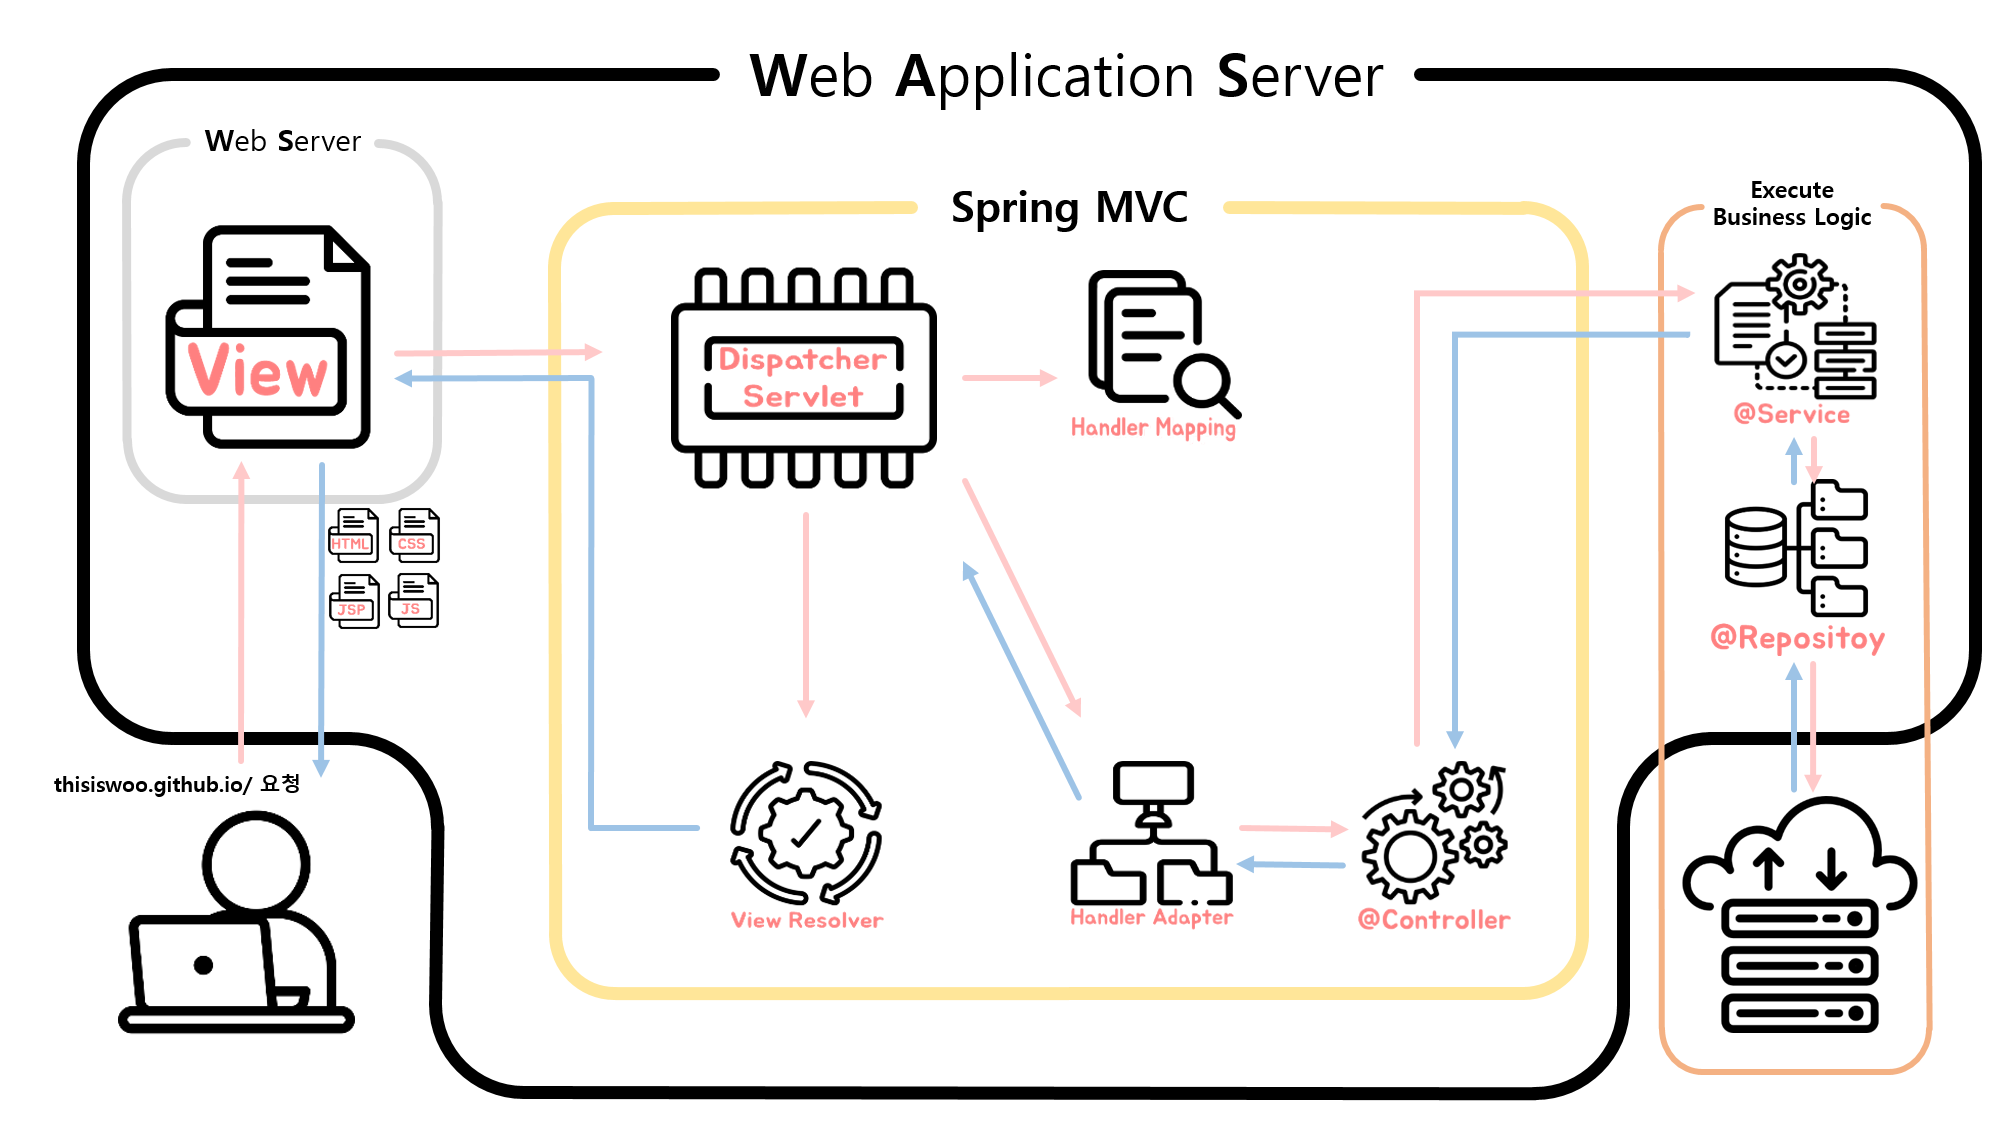 Web Application Server
Web Server
Spring MVC
Execute
Business Logic
View
Dispatcher
Servlet
Handler Mapping
@Service
HTML
CSS
JSP
JS
@Repositoy
thisiswoo.github.io/ 요청
View Resolver
Handler Adapter
@Controller